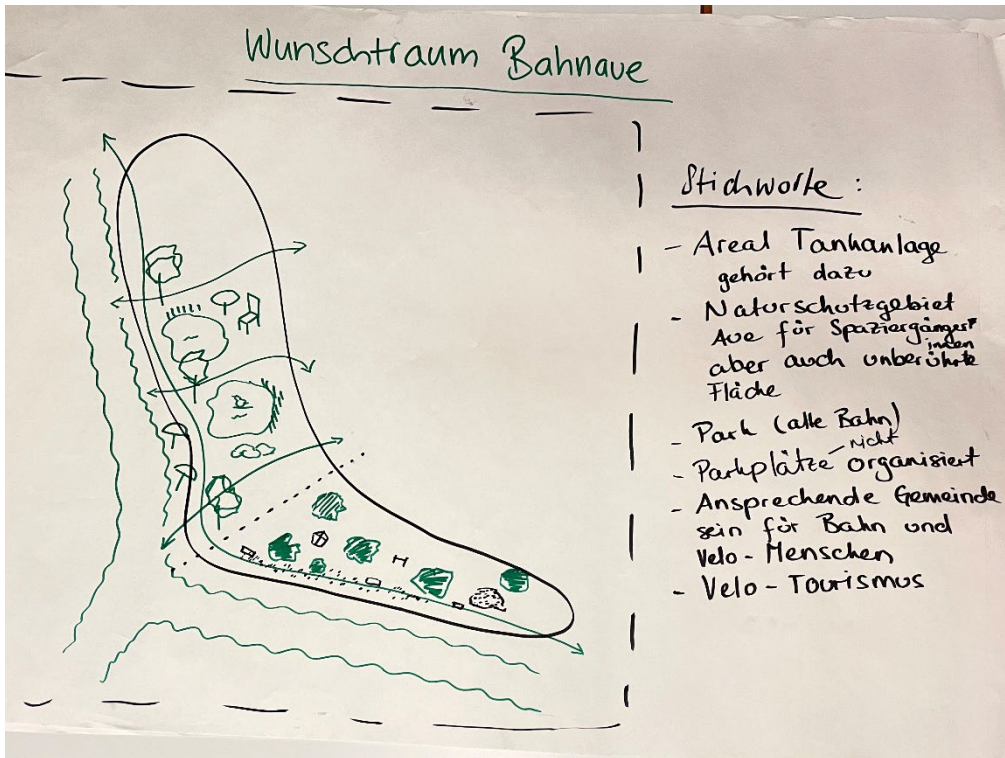 Wunschtraum Bahnaue
Stichworte :
- Areal Tankanlage
gehört dazu
- Naturschutzgebiet
Aue für Spaziergänger*
innen
aber auch unberührte
Fläche
- Park (alle Bahn)
nicht
- Parkplätze organisiert
- Ansprechende Gemeinde
sein für Bahn und
Velo-Menschen
- Velo-Tourismus